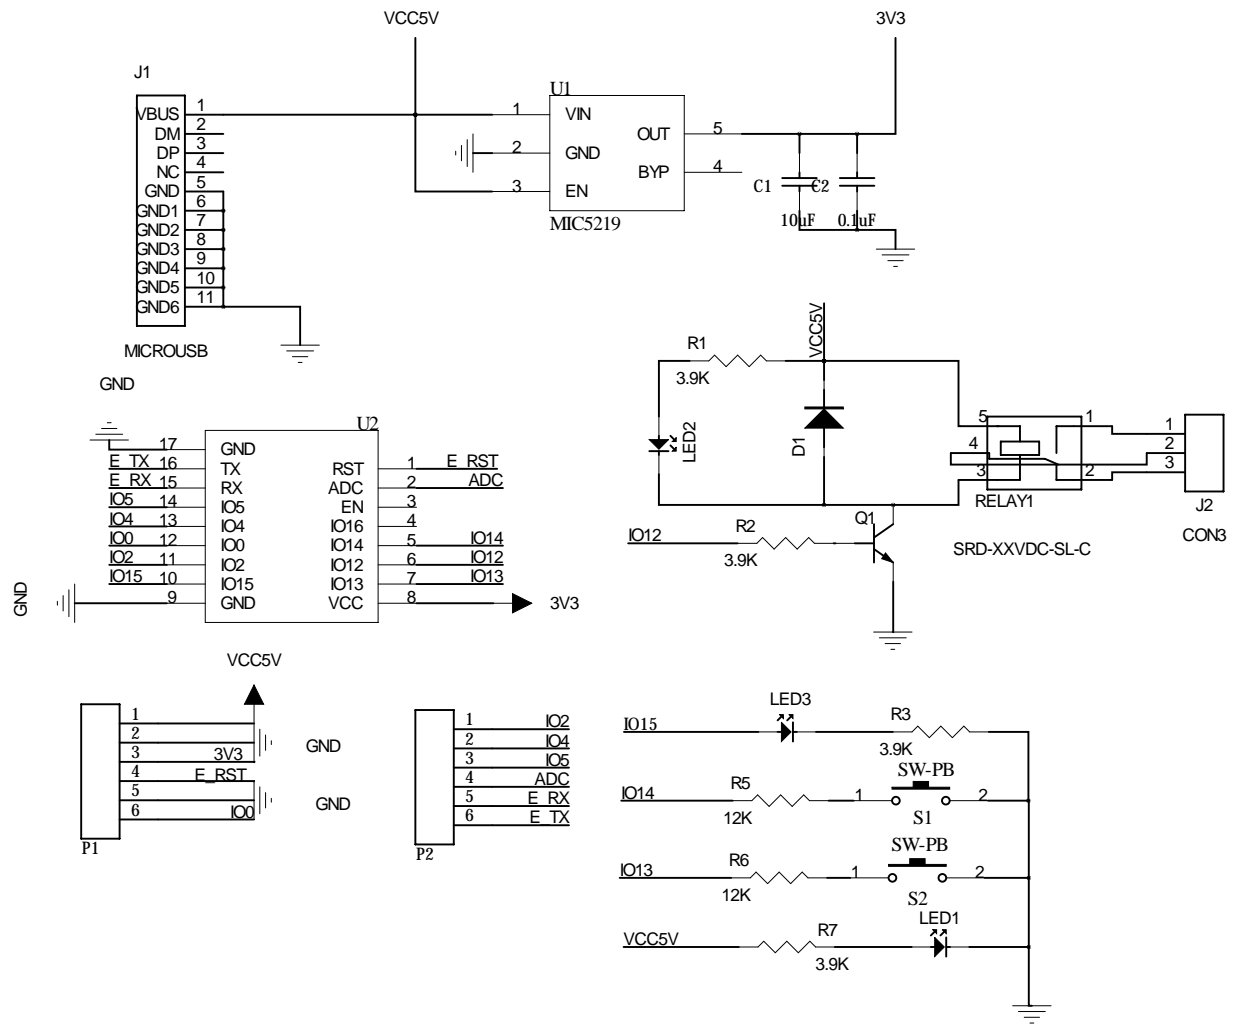 VCC5V
3V3
J1
VBUS 1
DM 2
DP 3
NC 4
GND 5
GND1 6
GND2 7
GND3 8
GND4 9
GND5 10
GND6 11
MICROUSB
U1
1 VIN
2 GND
3 EN
OUT 5
BYP 4
MIC5219
C1
10uF
C2
0.1uF
GND
U2
17 GND
E_TX 16 TX
E_RX 15 RX
IO5 14 IO5
IO4 13 IO4
IO0 12 IO0
IO2 11 IO2
IO15 10 IO15
9 GND
GND
RST 1 E_RST
ADC 2 ADC
EN 3
IO16 4
IO14 5 IO14
IO12 6 IO12
IO13 7 IO13
VCC 8
3V3
VCC5V
R1
3.9K
LED2
D1
5
4
3
1
2
RELAY1
SRD-XXVDC-SL-C
1
2
3
J2
CON3
IO12
R2
3.9K
Q1
VCC5V
1
2
3 3V3
4 E_RST
5
6 IO0
GND
GND
P1
1 IO2
2 IO4
3 IO5
4 ADC
5 E_RX
6 E_TX
P2
IO15
LED3
R3
3.9K
IO14
R5
12K
SW-PB
1 2
S1
IO13
R6
12K
SW-PB
1 2
S2
VCC5V
R7
3.9K
LED1